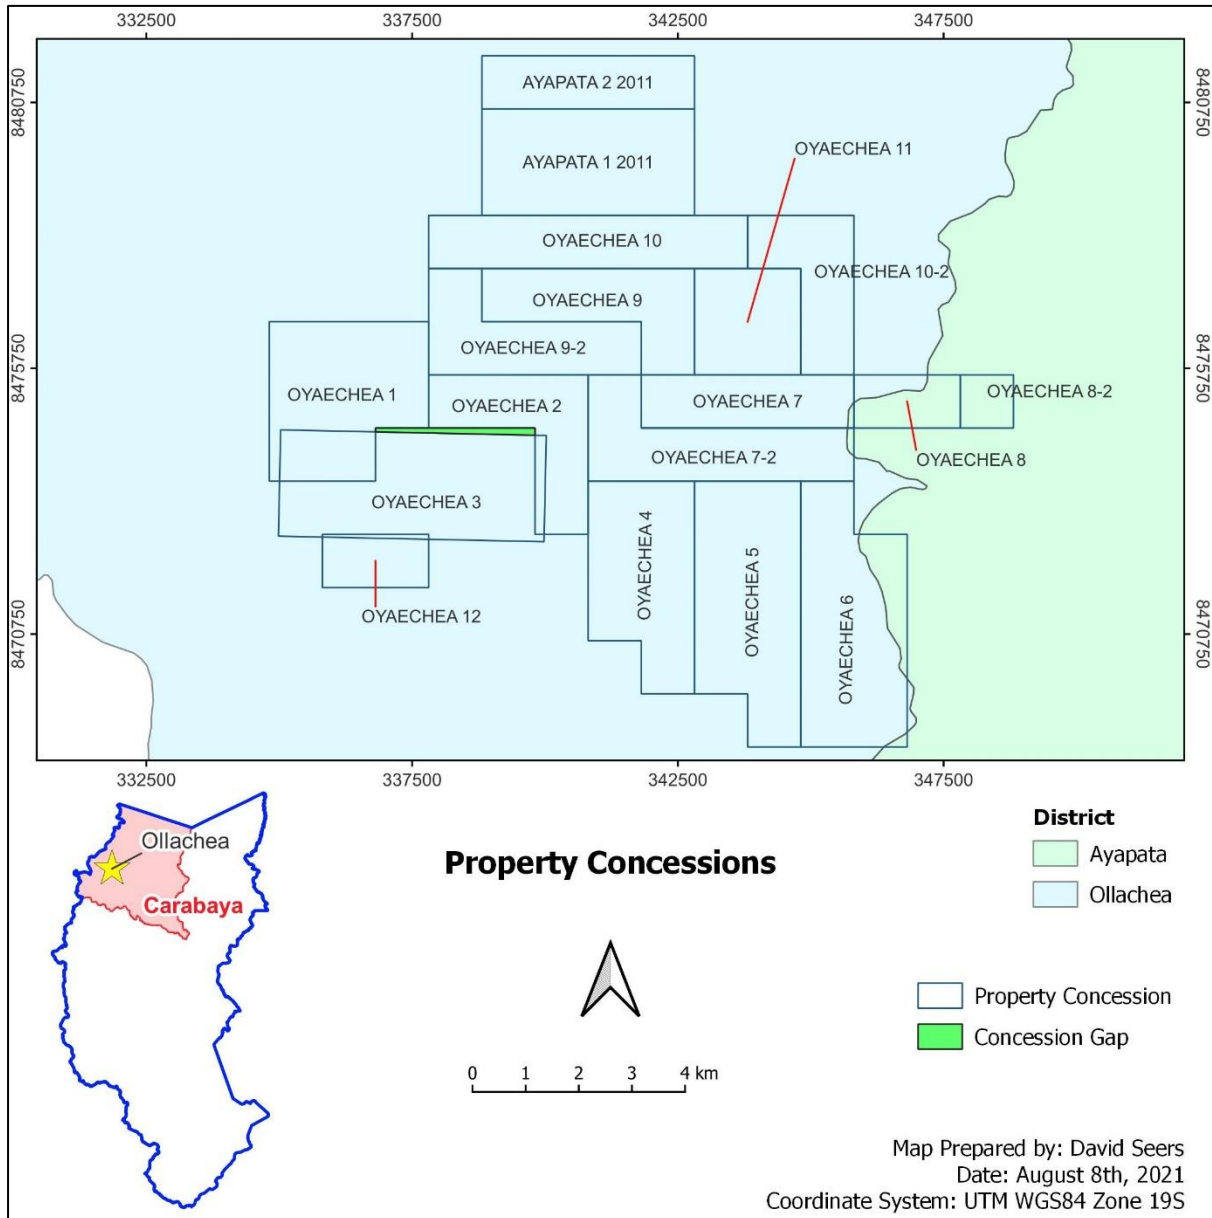 332500 337500 342500 347500
8480750 8480750
AYAPATA 2 2011
AYAPATA 1 2011
OYAECHEA 11
OYAECHEA 10
OYAECHEA 10-2
OYAECHEA 9
OYAECHEA 9-2
8475750 8475750
OYAECHEA 1
OYAECHEA 2
OYAECHEA 7
OYAECHEA 8-2
OYAECHEA 7-2
OYAECHEA 8
OYAECHEA 3
OYAECHEA 4
OYAECHEA 5
OYAECHEA 6
OYAECHEA 12
8470750 8470750
332500 337500 342500 347500
Ollachea
Carabaya
Property Concessions
0 1 2 3 4 km
District
Ayapata
Ollachea
Property Concession
Concession Gap
Map Prepared by: David Seers
Date: August 8th, 2021
Coordinate System: UTM WGS84 Zone 19S